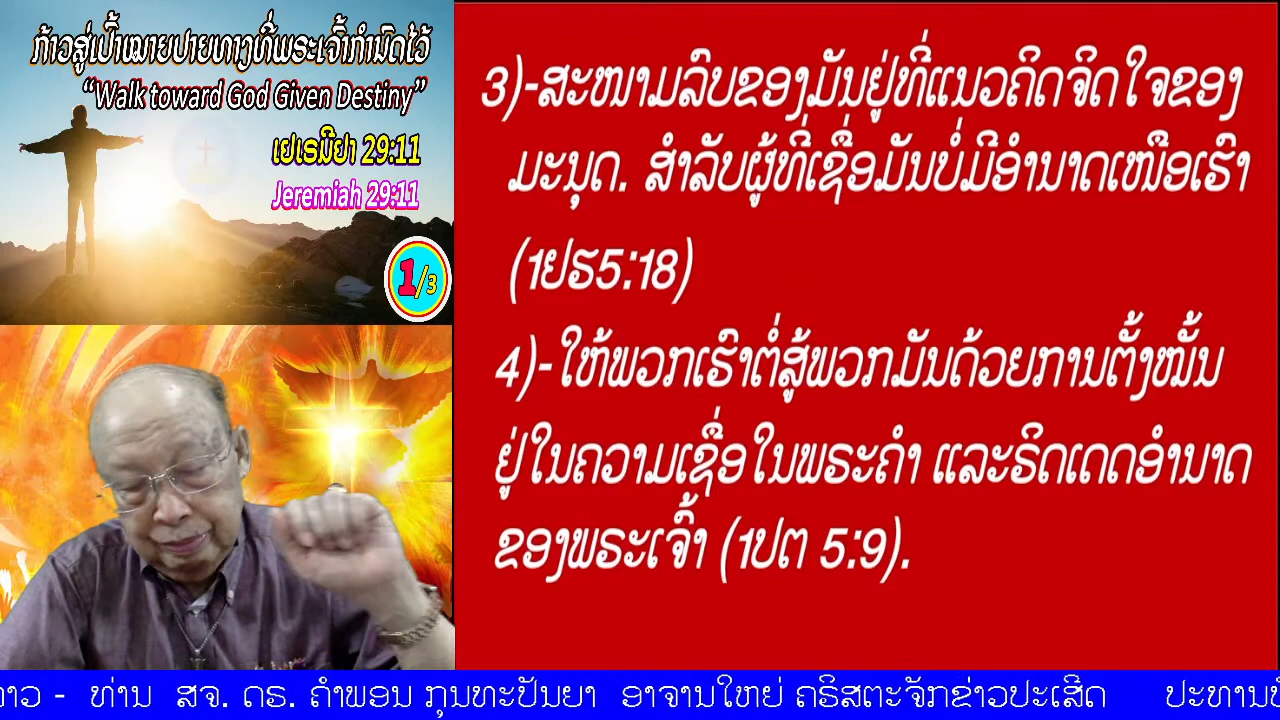 ກ້າວສູ່ເປົ້າໝາຍປາຍທາງທີ່ພຣະເຈົ້າກຳນົດໄວ້
“Walk toward God Given Destiny”
ເຢເຣມີຢາ 29:11
Jeremiah 29:11
1/3
3)-ສະໜາມລົບຂອງມັນຢູ່ທີ່ແນວຄິດຈິດໃຈຂອງ
ມະນຸດ. ສຳລັບຜູ້ທີ່ເຊື່ອມັນບໍ່ມີອຳນາດເໜືອເຮົາ
(1ຢຮ5:18)
4)-ໃຫ້ພວກເຮົາຕໍ່ສູ້ພວກມັນດ້ວຍການຕັ້ງໝັ້ນ
ຢູ່ໃນຄວາມເຊື່ອໃນພຣະຄຳ ແລະຣິດເດດອຳນາດ
ຂອງພຣະເຈົ້າ (1ປຕ 5:9).
າວ - ທ່ານ ສຈ. ດຣ. ຄຳພອນ ກຸນທະປັນຍາ ອາຈານໃຫຍ່ ຄຣິສຕະຈັກຂ່າວປະເສີດ ປະທານ